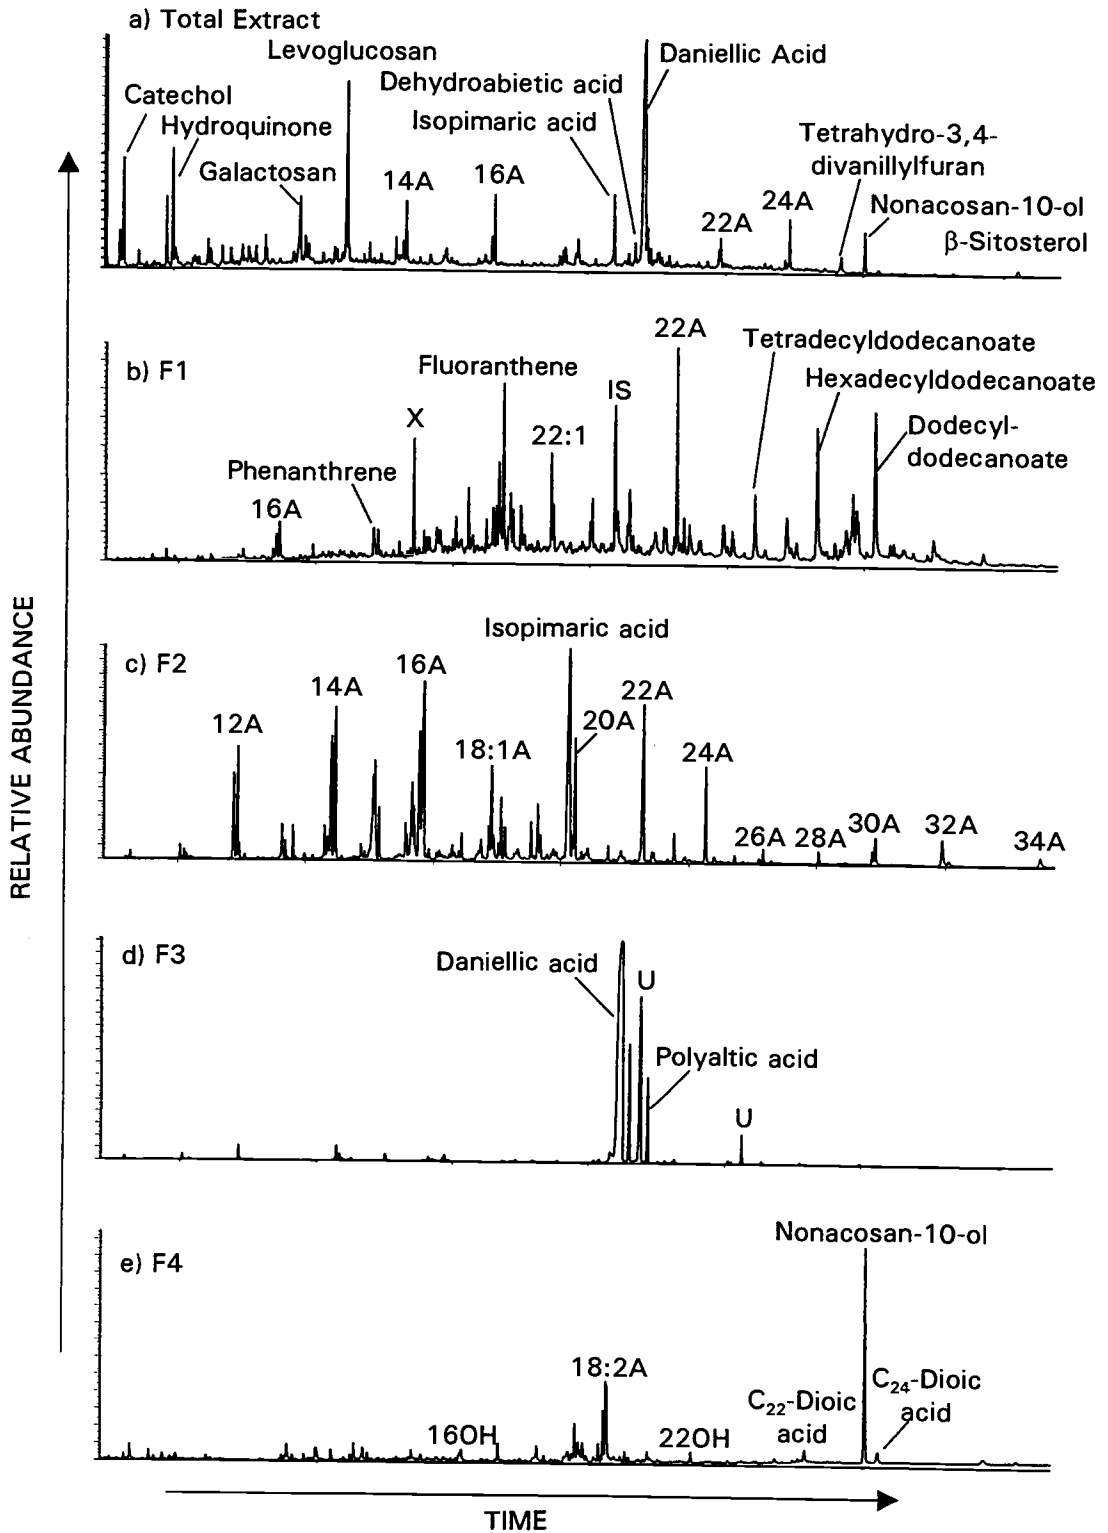 a) Total Extract
Levoglucosan
Daniellic Acid
Dehydroabietic acid
Catechol
Isopimaric acid
Hydroquinone
Tetrahydro-3,4-
divanillylfuran
Galactosan
14A
16A
24A
22A
Nonacosan-10-ol
β-Sitosterol
b) F1
22A
Tetradecyldodecanoate
Fluoranthene
Hexadecyldodecanoate
IS
X
22:1
Dodecyl-
dodecanoate
Phenanthrene
16A
c) F2
Isopimaric acid
16A
14A
22A
12A
20A
18:1A
24A
26A
28A
30A
32A
34A
d) F3
Daniellic acid
U
Polyaltic acid
U
e) F4
Nonacosan-10-ol
18:2A
C₂₂-Dioic
acid
C₂₄-Dioic
acid
16OH
22OH
RELATIVE ABUNDANCE
TIME